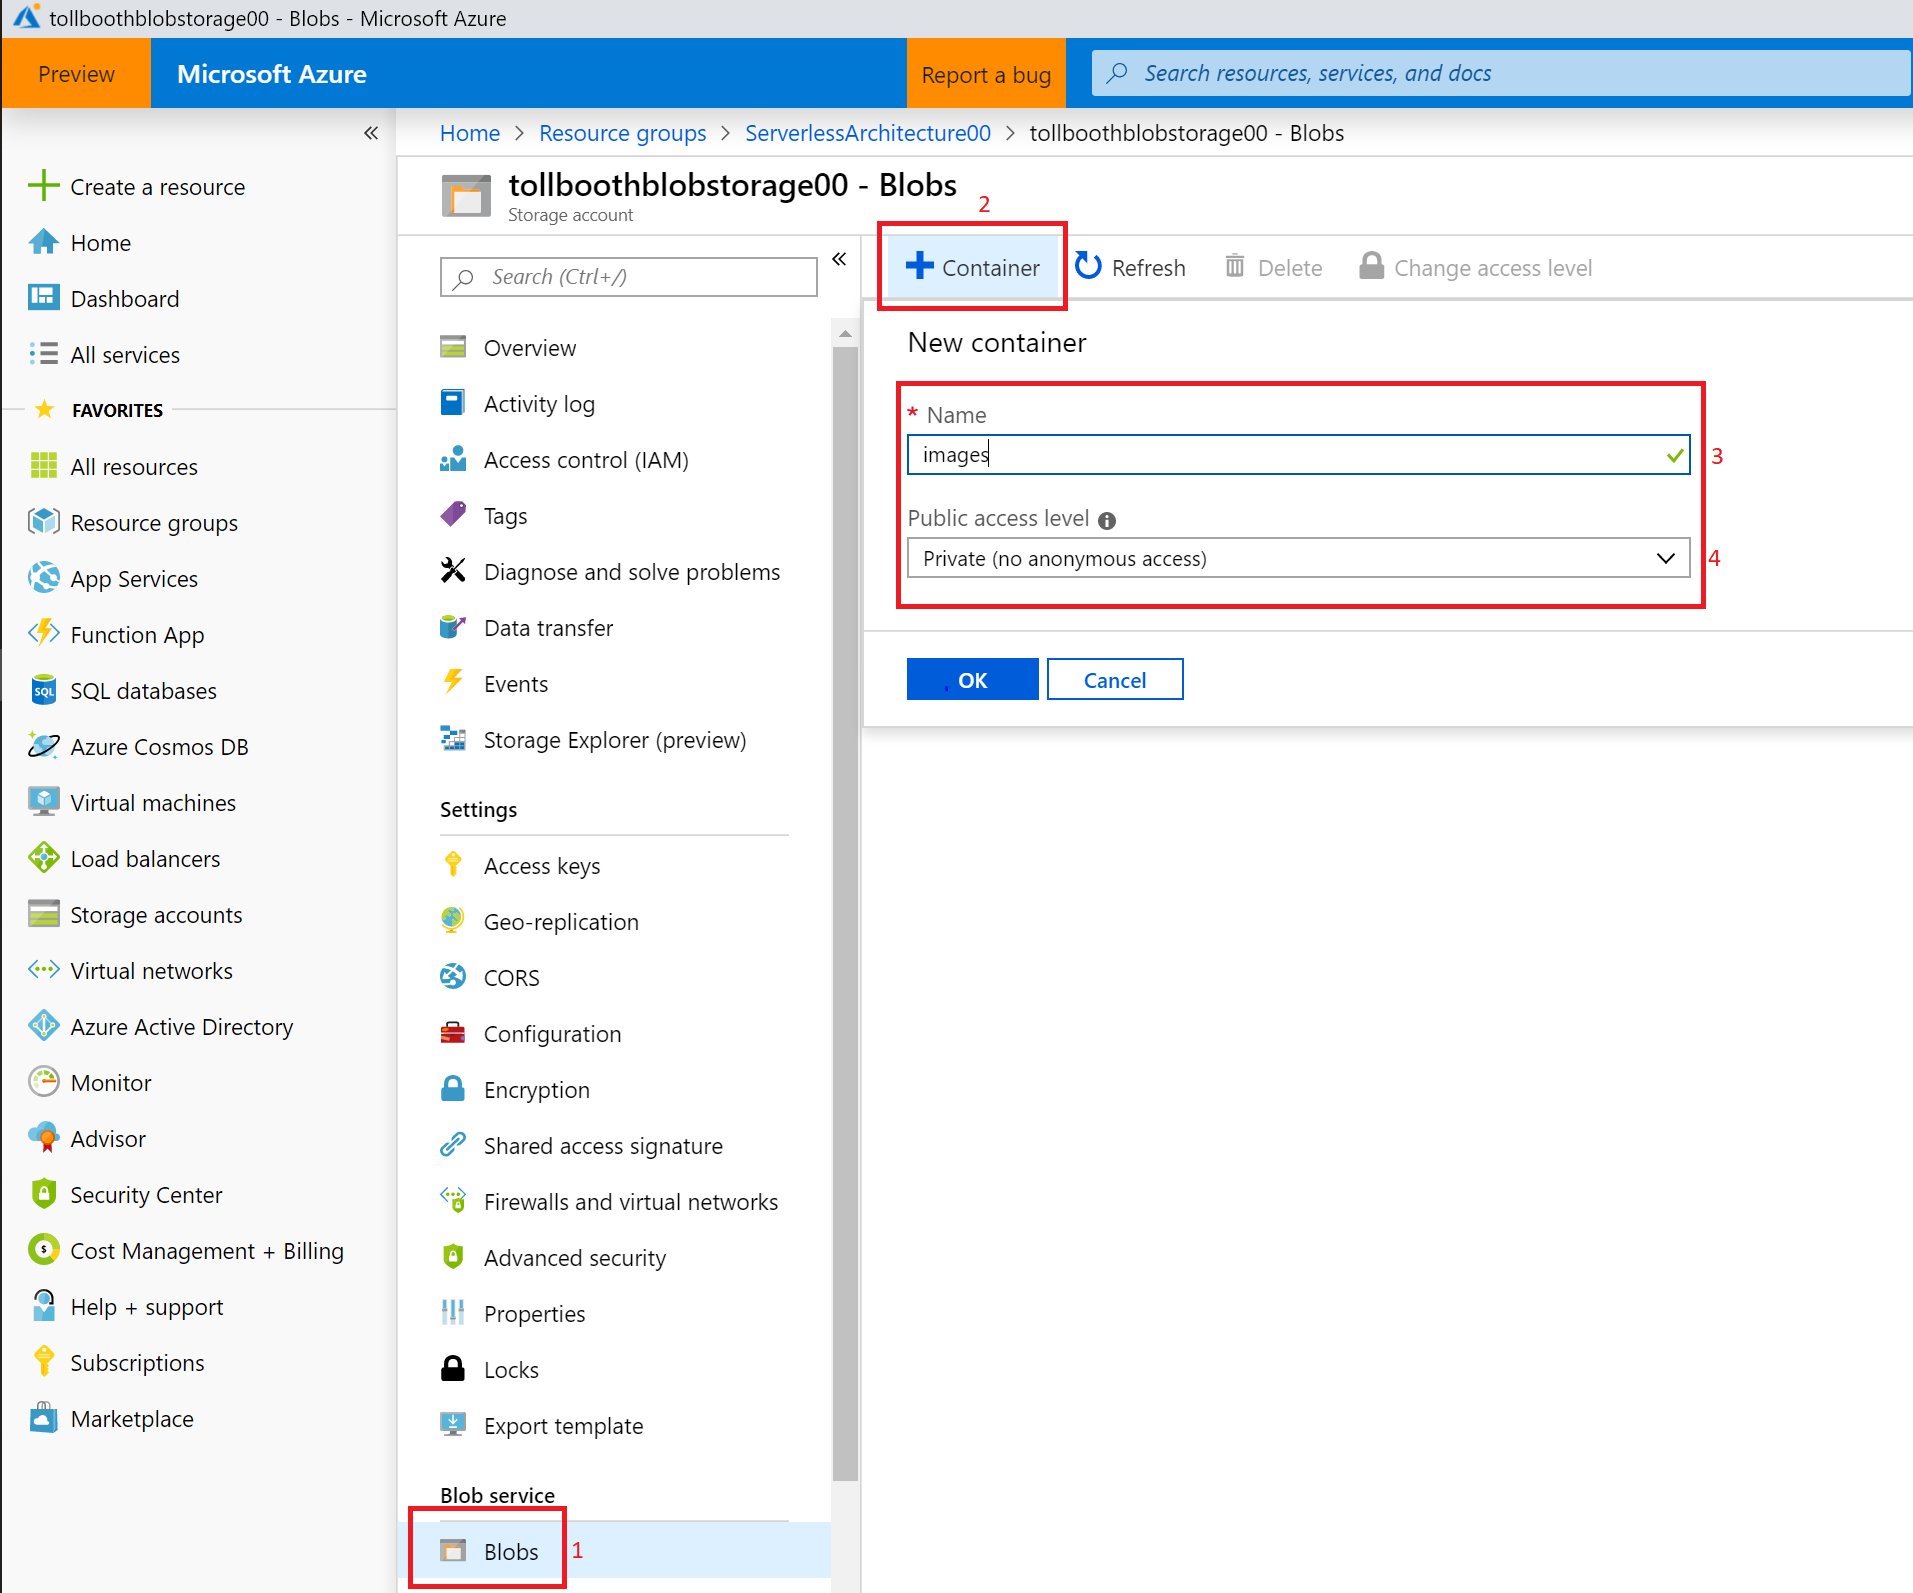 tollboothblobstorage00 - Blobs - Microsoft Azure
Preview
Microsoft Azure
Report a bug
Search resources, services, and docs
Home > Resource groups > ServerlessArchitecture00 > tollboothblobstorage00 - Blobs
Create a resource
Home
Dashboard
All services
FAVORITES
All resources
Resource groups
App Services
Function App
SQL databases
Azure Cosmos DB
Virtual machines
Load balancers
Storage accounts
Virtual networks
Azure Active Directory
Monitor
Advisor
Security Center
Cost Management + Billing
Help + support
Subscriptions
Marketplace
tollboothblobstorage00 - Blobs
Storage account
Search (Ctrl+/)
Overview
Activity log
Access control (IAM)
Tags
Diagnose and solve problems
Data transfer
Events
Storage Explorer (preview)
Settings
Access keys
Geo-replication
CORS
Configuration
Encryption
Shared access signature
Firewalls and virtual networks
Advanced security
Properties
Locks
Export template
Blob service
Blobs 1
2
Container Refresh Delete Change access level
New container
* Name
images 3
Public access level
Private (no anonymous access) 4
OK Cancel